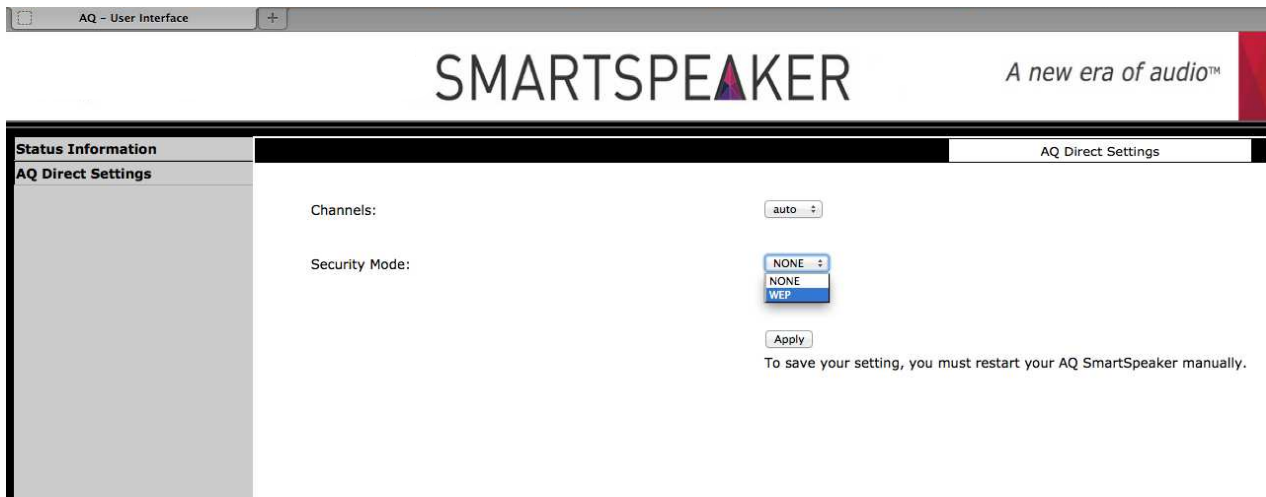 AQ – User Interface
+
SMARTSPEAKER
A new era of audio™
Status Information
AQ Direct Settings
AQ Direct Settings
Channels:
auto
Security Mode:
NONE
NONE
WEP
Apply
To save your setting, you must restart your AQ SmartSpeaker manually.